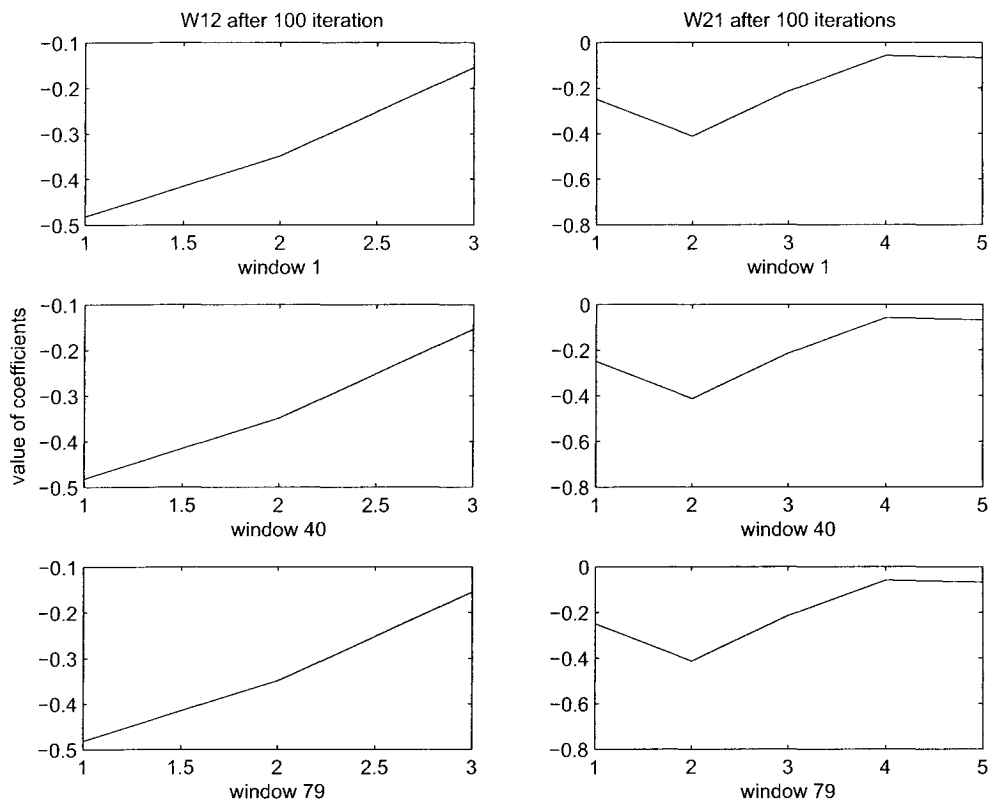 W12 after 100 iteration
−0.1
−0.2
−0.3
−0.4
−0.5
1 1.5 2 2.5 3
window 1
W21 after 100 iterations
0
−0.2
−0.4
−0.6
−0.8
1 2 3 4 5
window 1
value of coefficients
−0.1
−0.2
−0.3
−0.4
−0.5
1 1.5 2 2.5 3
window 40
0
−0.2
−0.4
−0.6
−0.8
1 2 3 4 5
window 40
−0.1
−0.2
−0.3
−0.4
−0.5
1 1.5 2 2.5 3
window 79
0
−0.2
−0.4
−0.6
−0.8
1 2 3 4 5
window 79